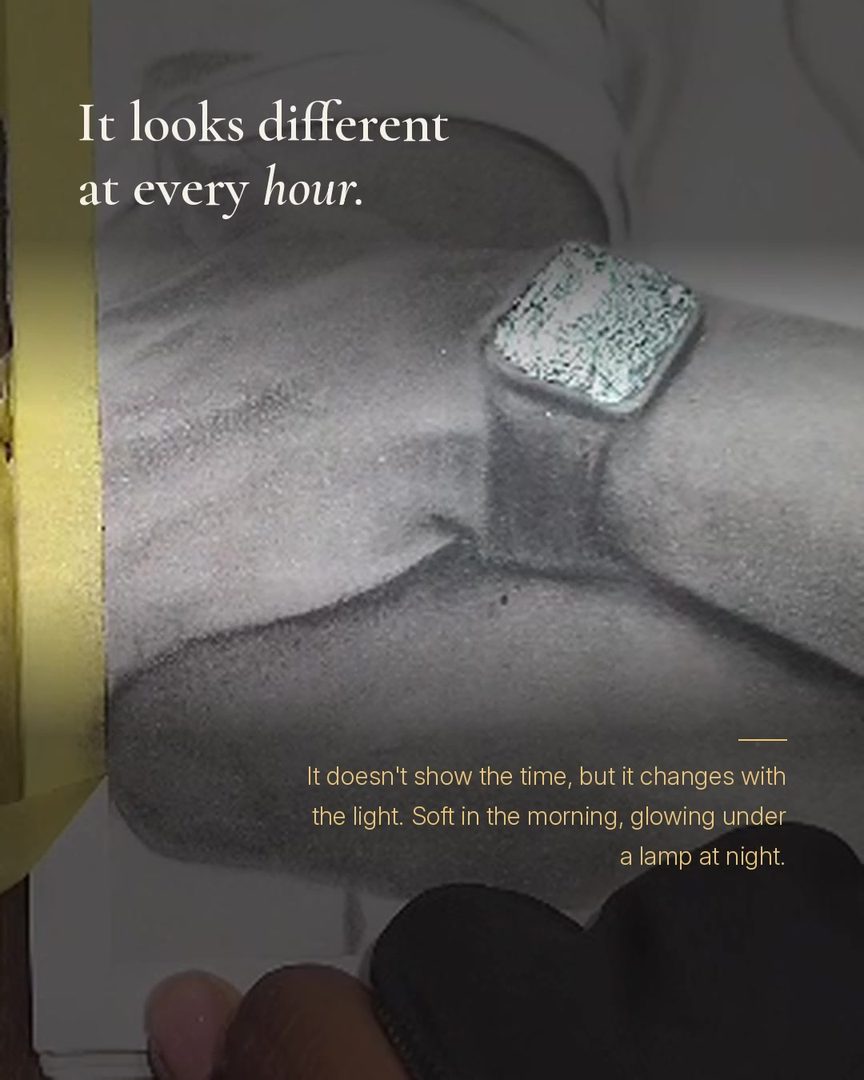 It looks different
at every hour.
It doesn't show the time, but it changes with
the light. Soft in the morning, glowing under
a lamp at night.